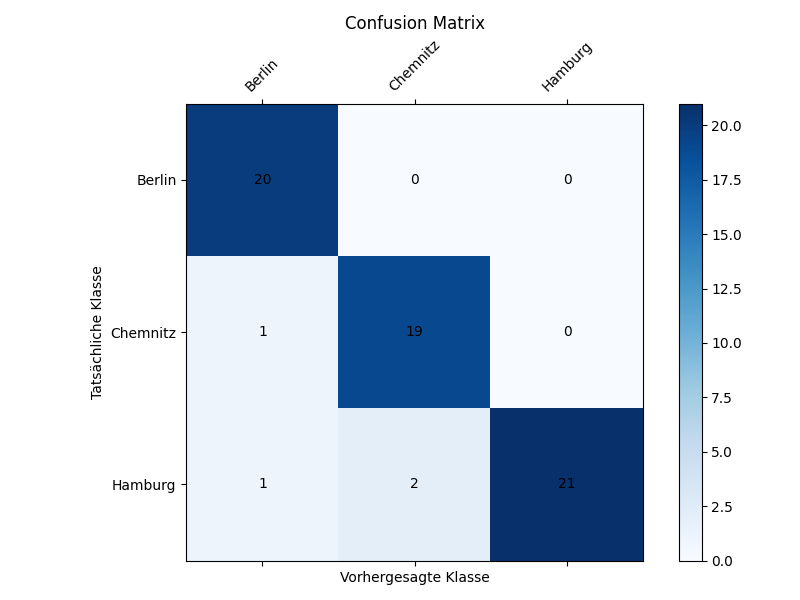 Confusion Matrix
Berlin Chemnitz Hamburg
Berlin 20 0 0
Chemnitz 1 19 0
Hamburg 1 2 21
Tatsächliche Klasse
Vorhergesagte Klasse
20.0
17.5
15.0
12.5
10.0
7.5
5.0
2.5
0.0